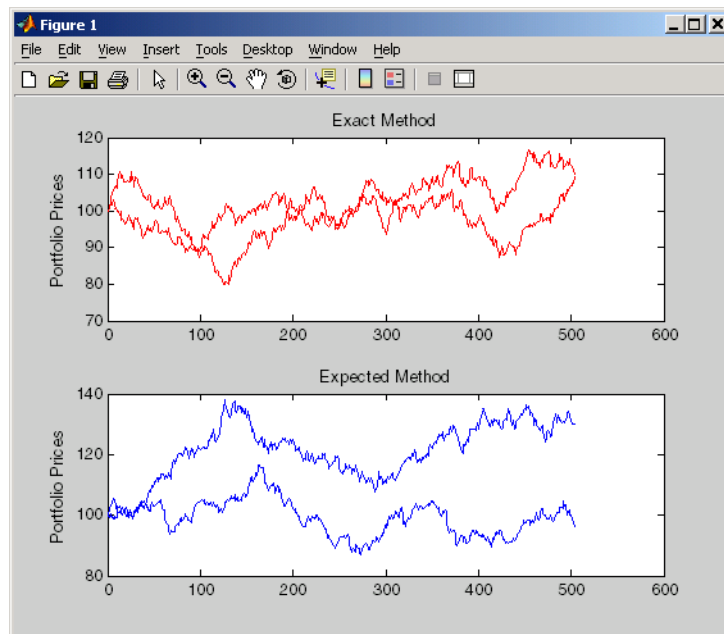 Figure 1
File Edit View Insert Tools Desktop Window Help
Exact Method
Portfolio Prices
120
110
100
90
80
70
0 100 200 300 400 500 600
Expected Method
Portfolio Prices
140
120
100
80
0 100 200 300 400 500 600